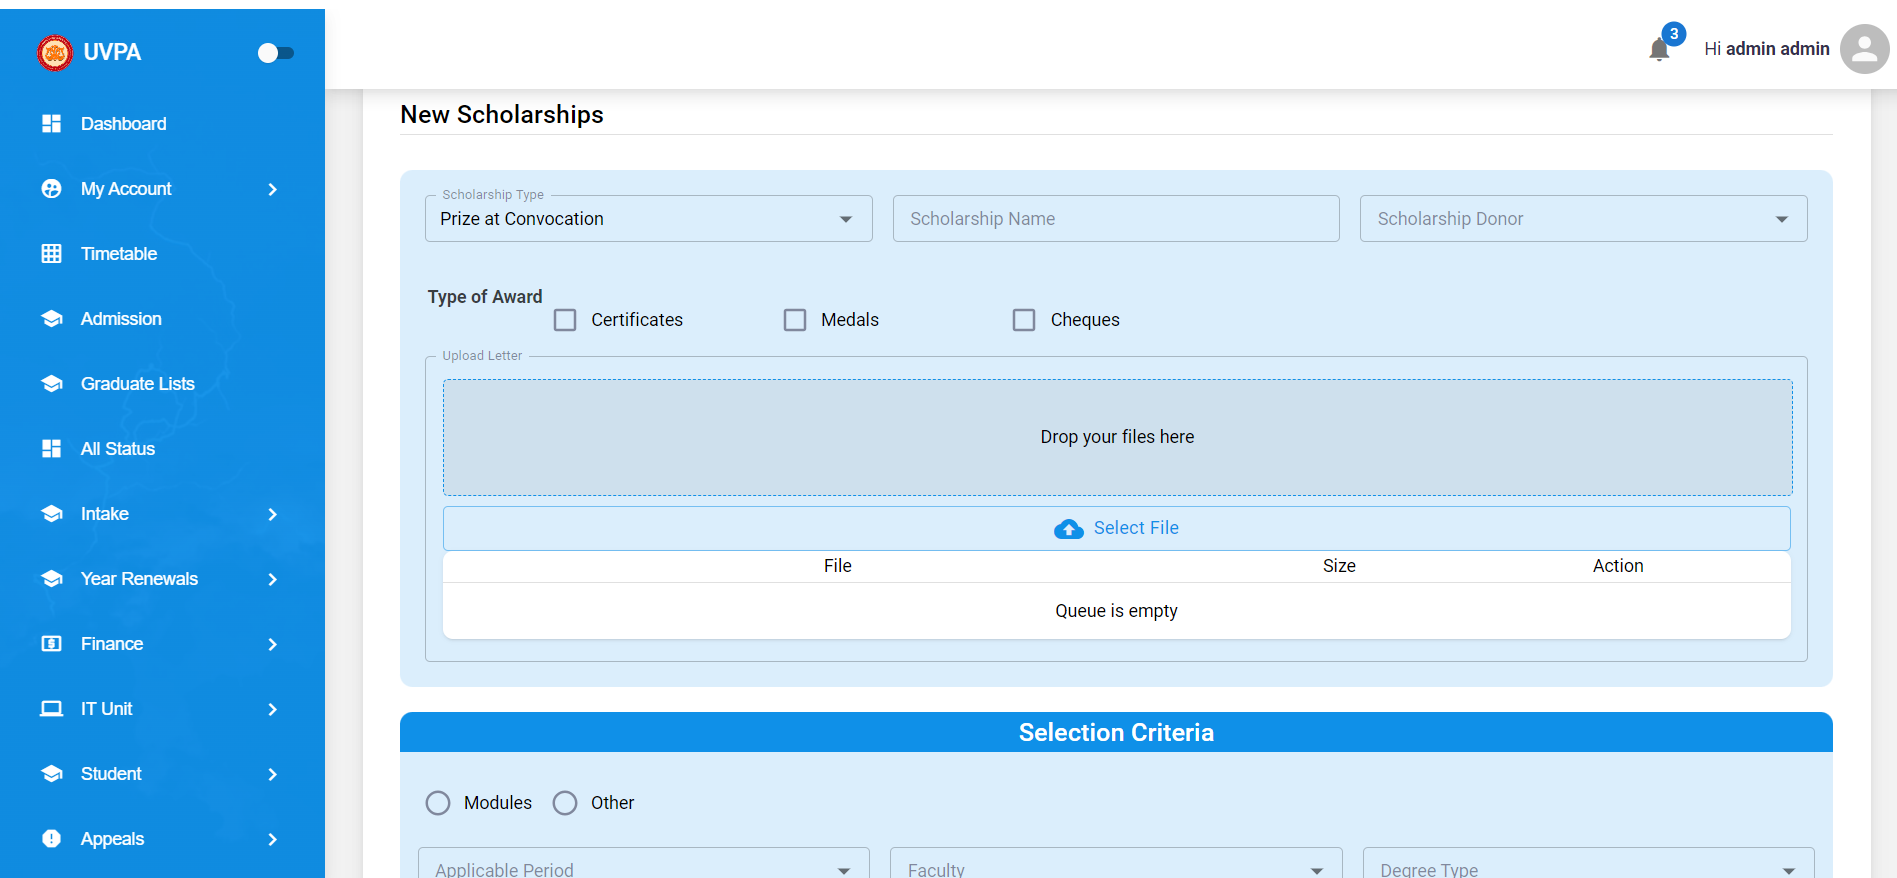 UVPA
3
Hi admin admin
Dashboard
My Account
Timetable
Admission
Graduate Lists
All Status
Intake
Year Renewals
Finance
IT Unit
Student
Appeals
New Scholarships
Scholarship Type
Prize at Convocation
Scholarship Name
Scholarship Donor
Type of Award
Certificates
Medals
Cheques
Upload Letter
Drop your files here
Select File
File Size Action
Queue is empty
Selection Criteria
Modules Other
Applicable Period
Faculty
Degree Type